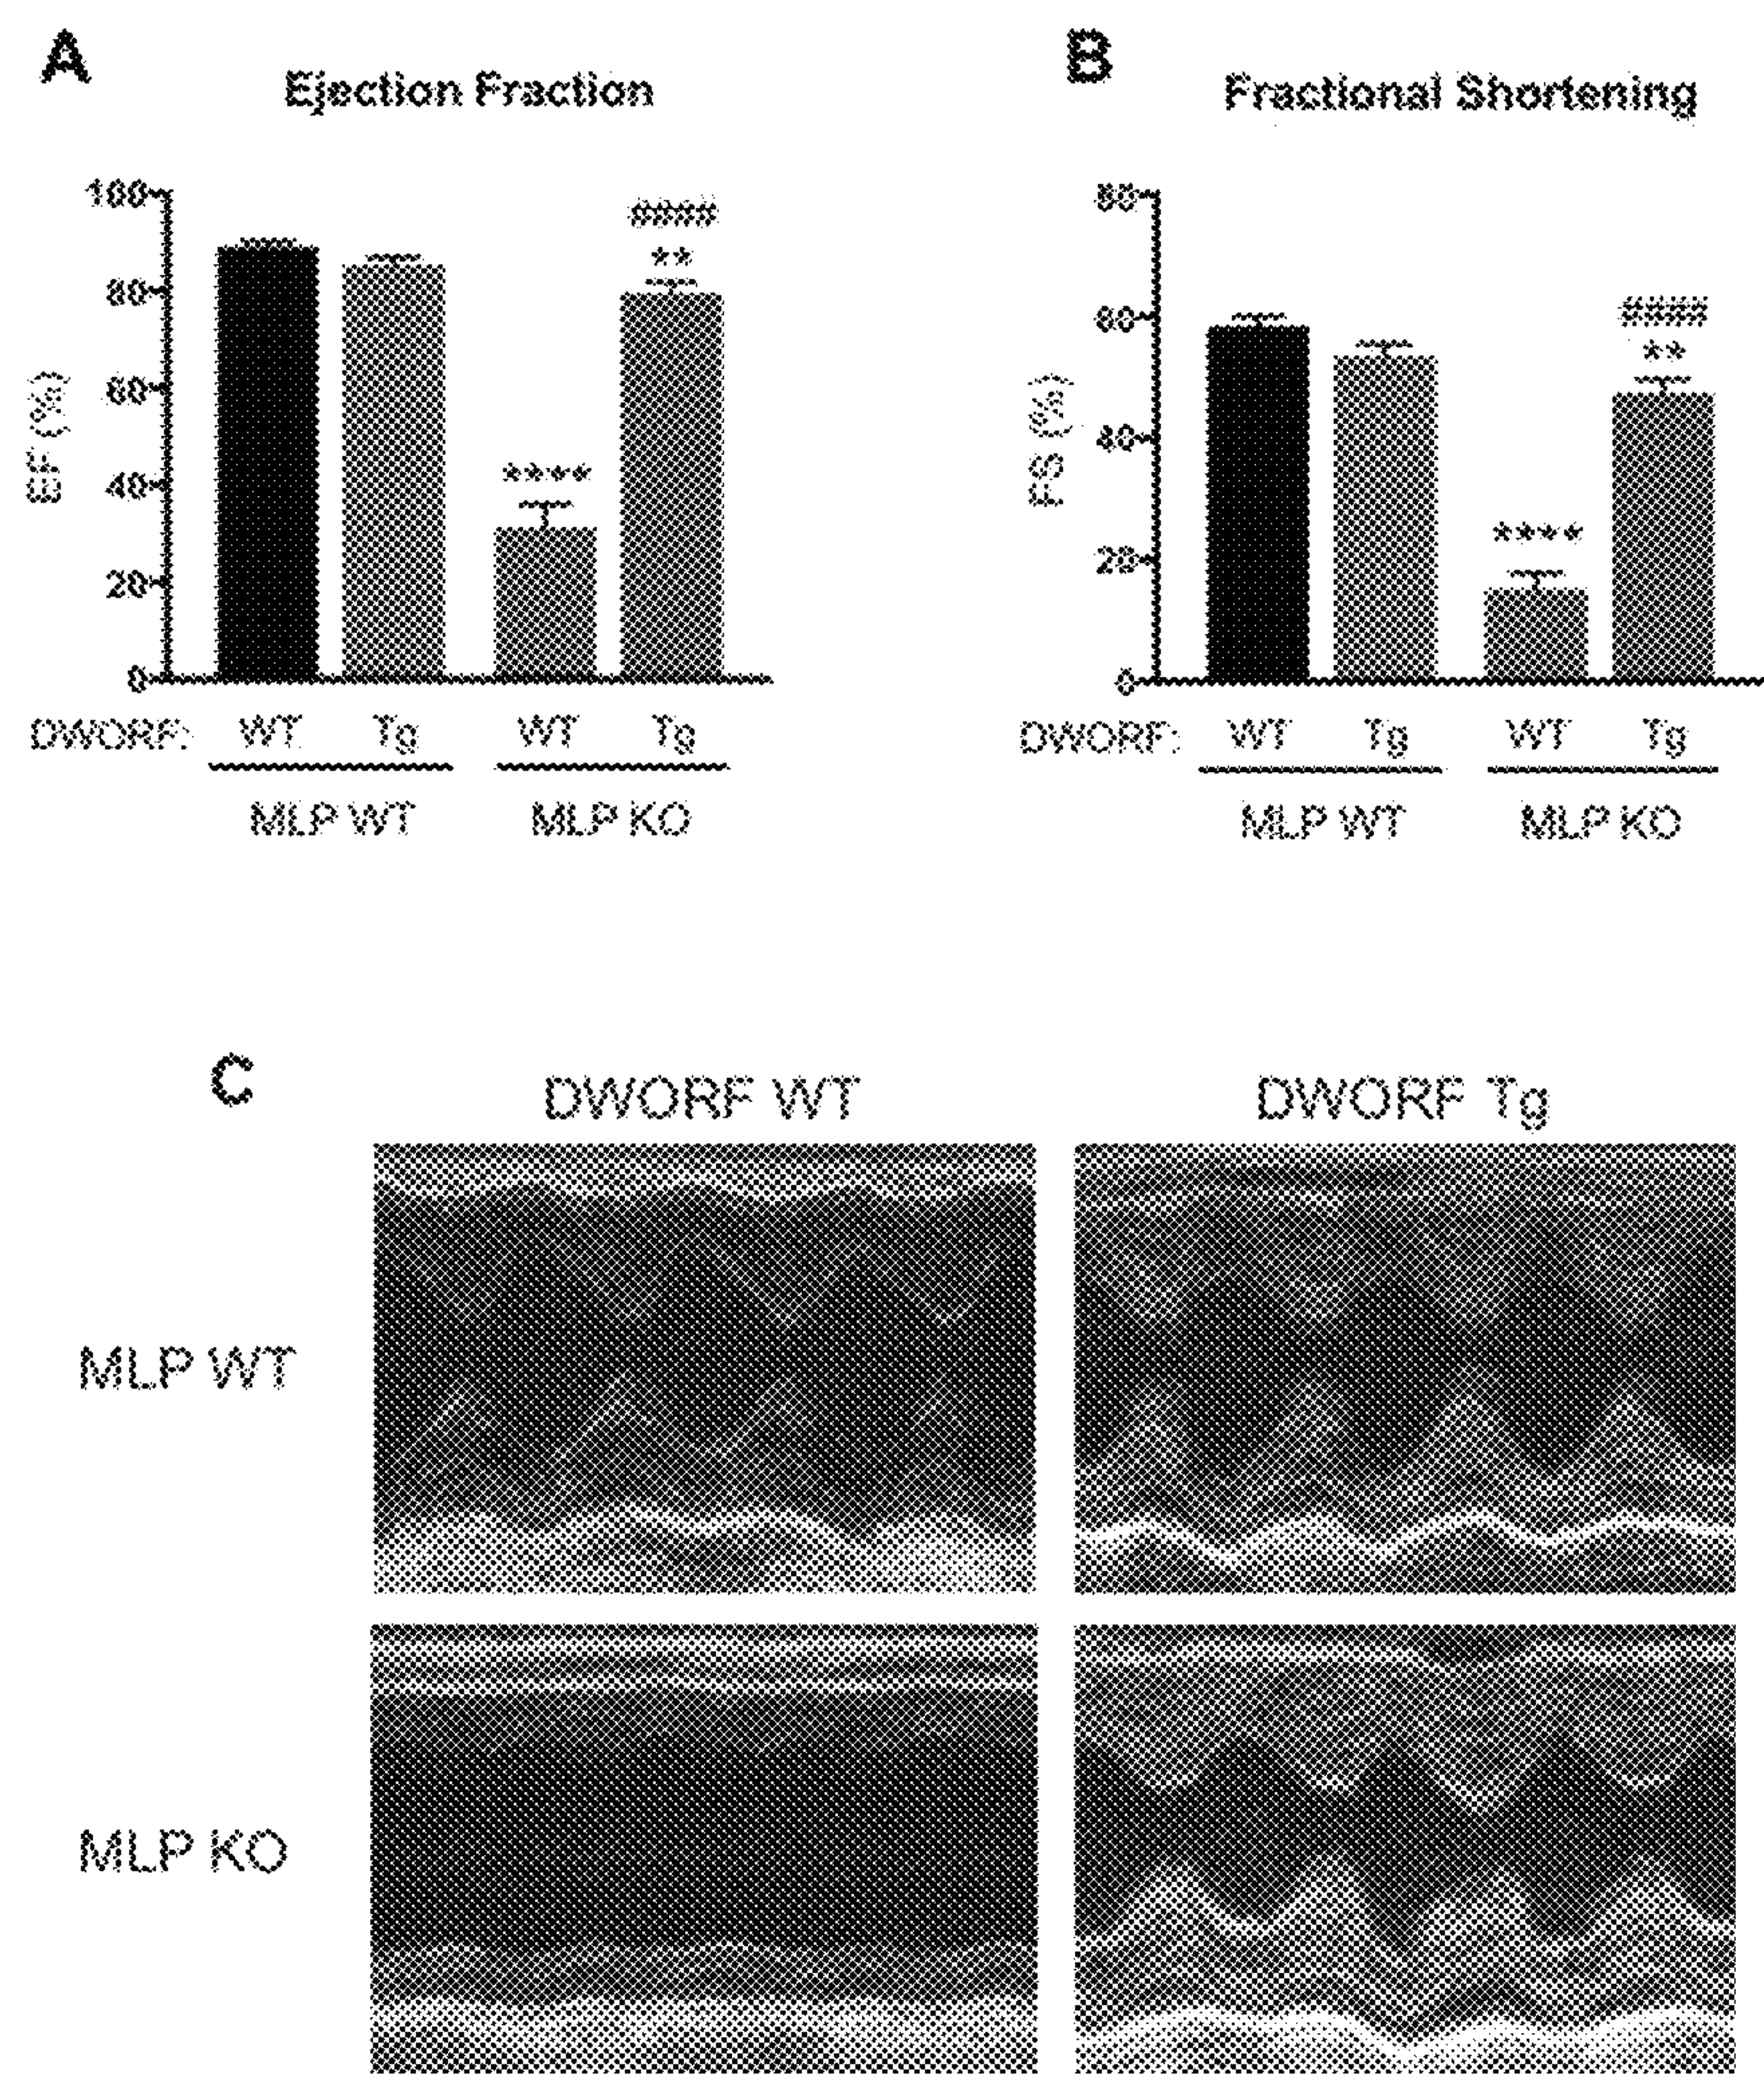 A
Ejection Fraction
100
80
60
40
20
0
EF (%)
####
**
****
DWORF: WT Tg WT Tg
MLP WT MLP KO
B
Fractional Shortening
80
60
40
20
0
FS (%)
####
**
****
DWORF: WT Tg WT Tg
MLP WT MLP KO
C
DWORF WT DWORF Tg
MLP WT
MLP KO